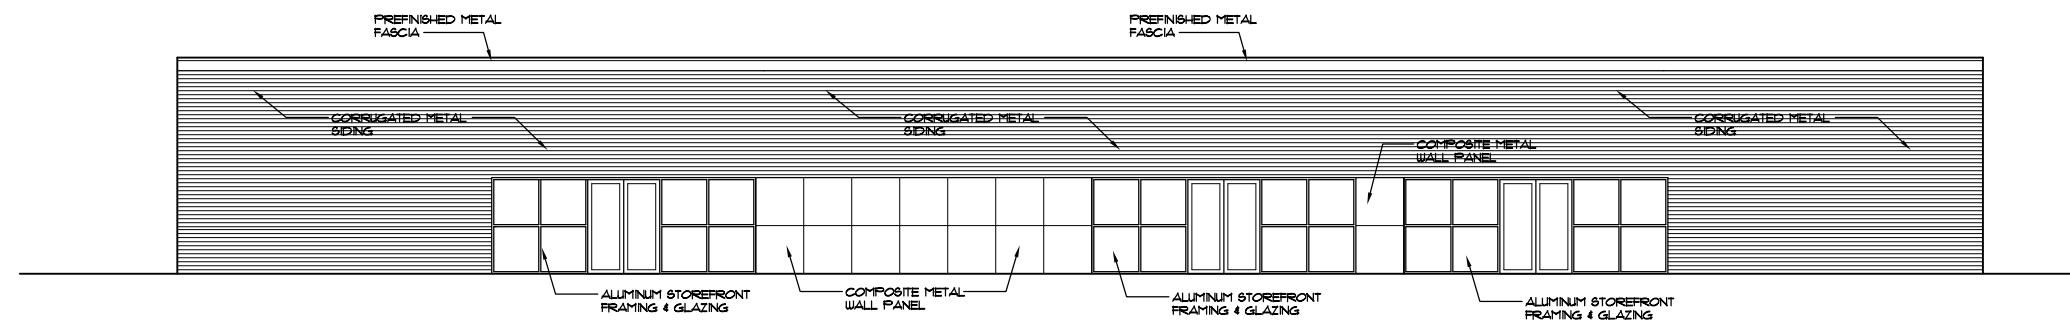 PREFINISHED METAL
FASCIA
PREFINISHED METAL
FASCIA
CORRUGATED METAL
SIDING
CORRUGATED METAL
SIDING
CORRUGATED METAL
SIDING
COMPOSITE METAL
WALL PANEL
ALUMINUM STOREFRONT
FRAMING & GLAZING
COMPOSITE METAL
WALL PANEL
ALUMINUM STOREFRONT
FRAMING & GLAZING
ALUMINUM STOREFRONT
FRAMING & GLAZING